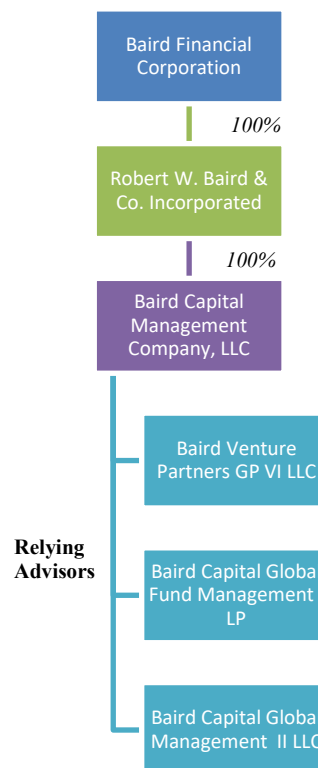 Baird Financial
Corporation
100%
Robert W. Baird &
Co. Incorporated
100%
Baird Capital
Management
Company, LLC
Baird Venture
Partners GP VI LLC
Relying
Advisors
Baird Capital Globa
Fund Management
LP
Baird Capital Globa
Management II LLC